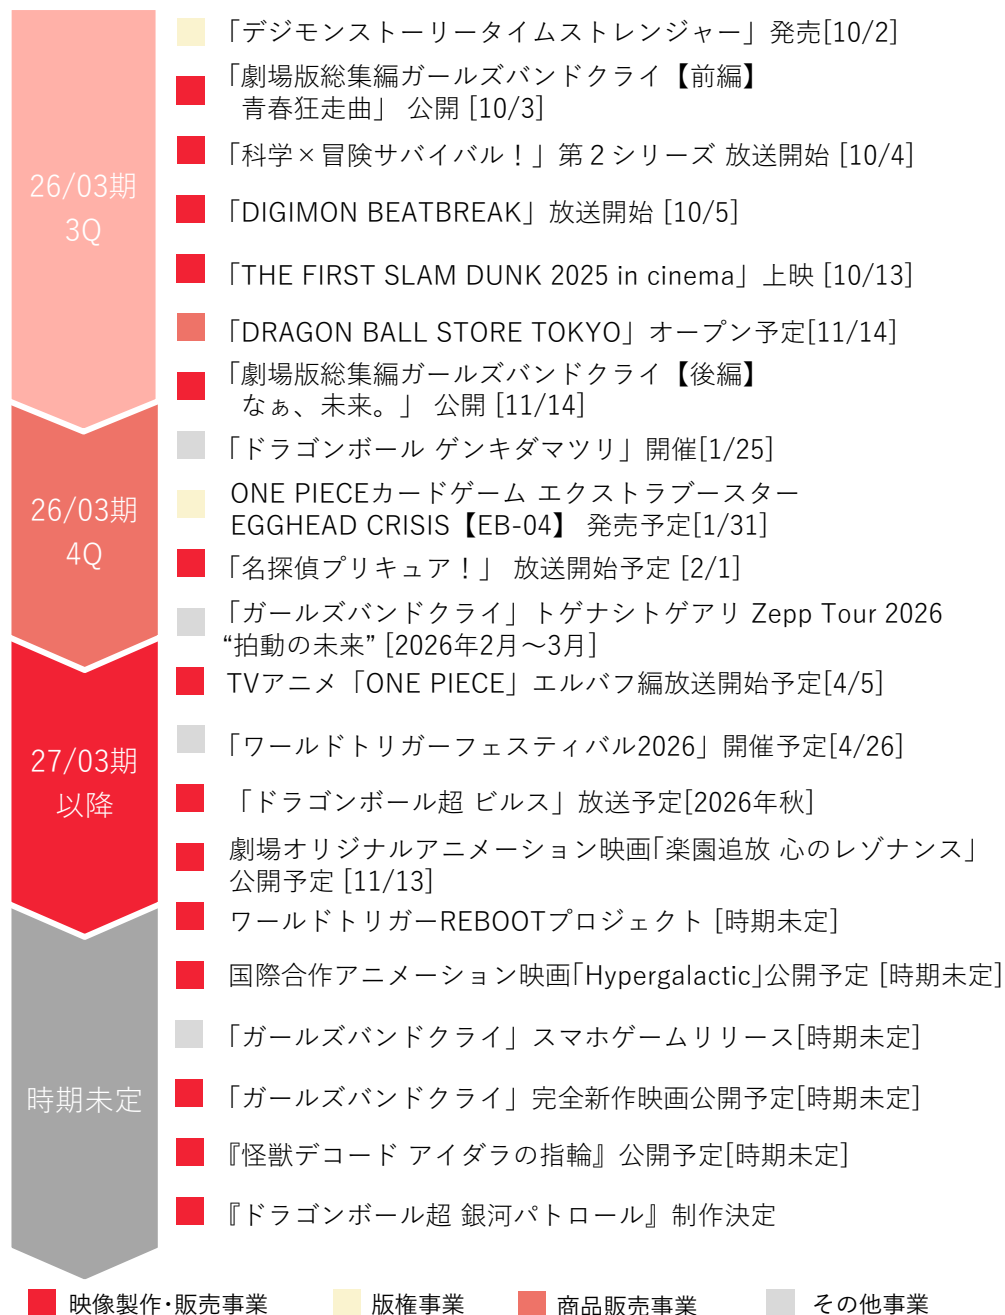 26/03期
3Q
「デジモンストーリータイムストレンジャー」発売[10/2]
「劇場版総集編ガールズバンドクライ【前編】
青春狂走曲」 公開 [10/3]
「科学×冒険サバイバル！」第２シリーズ 放送開始 [10/4]
「DIGIMON BEATBREAK」放送開始 [10/5]
「THE FIRST SLAM DUNK 2025 in cinema」上映 [10/13]
「DRAGON BALL STORE TOKYO」オープン予定[11/14]
「劇場版総集編ガールズバンドクライ【後編】
なぁ、未来。」 公開 [11/14]
26/03期
4Q
「ドラゴンボール ゲンキダマツリ」開催[1/25]
ONE PIECEカードゲーム エクストラブースター
EGGHEAD CRISIS【EB-04】 発売予定[1/31]
「名探偵プリキュア！」 放送開始予定 [2/1]
「ガールズバンドクライ」トゲナシトゲアリ Zepp Tour 2026
“拍動の未来” [2026年2月～3月]
27/03期
以降
TVアニメ「ONE PIECE」エルバフ編放送開始予定[4/5]
「ワールドトリガーフェスティバル2026」開催予定[4/26]
「ドラゴンボール超 ビルス」放送予定[2026年秋]
劇場オリジナルアニメーション映画「楽園追放 心のレゾナンス」
公開予定 [11/13]
時期未定
ワールドトリガーREBOOTプロジェクト [時期未定]
国際合作アニメーション映画「Hypergalactic」公開予定 [時期未定]
「ガールズバンドクライ」スマホゲームリリース[時期未定]
「ガールズバンドクライ」完全新作映画公開予定[時期未定]
『怪獣デコード アイダラの指輪』公開予定[時期未定]
『ドラゴンボール超 銀河パトロール』制作決定
映像製作・販売事業 版権事業 商品販売事業 その他事業